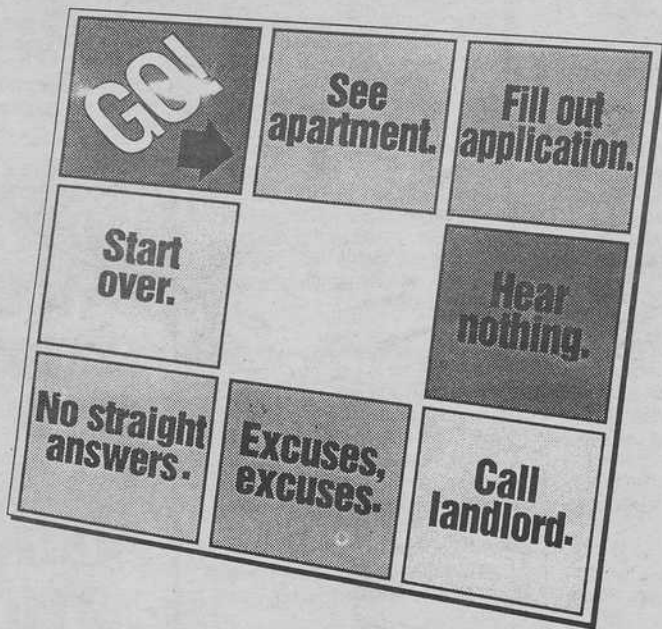 GO!
See
apartment.
Fill out
application.
Start
over.
Hear
nothing.
No straight
answers.
Excuses,
excuses.
Call
landlord.